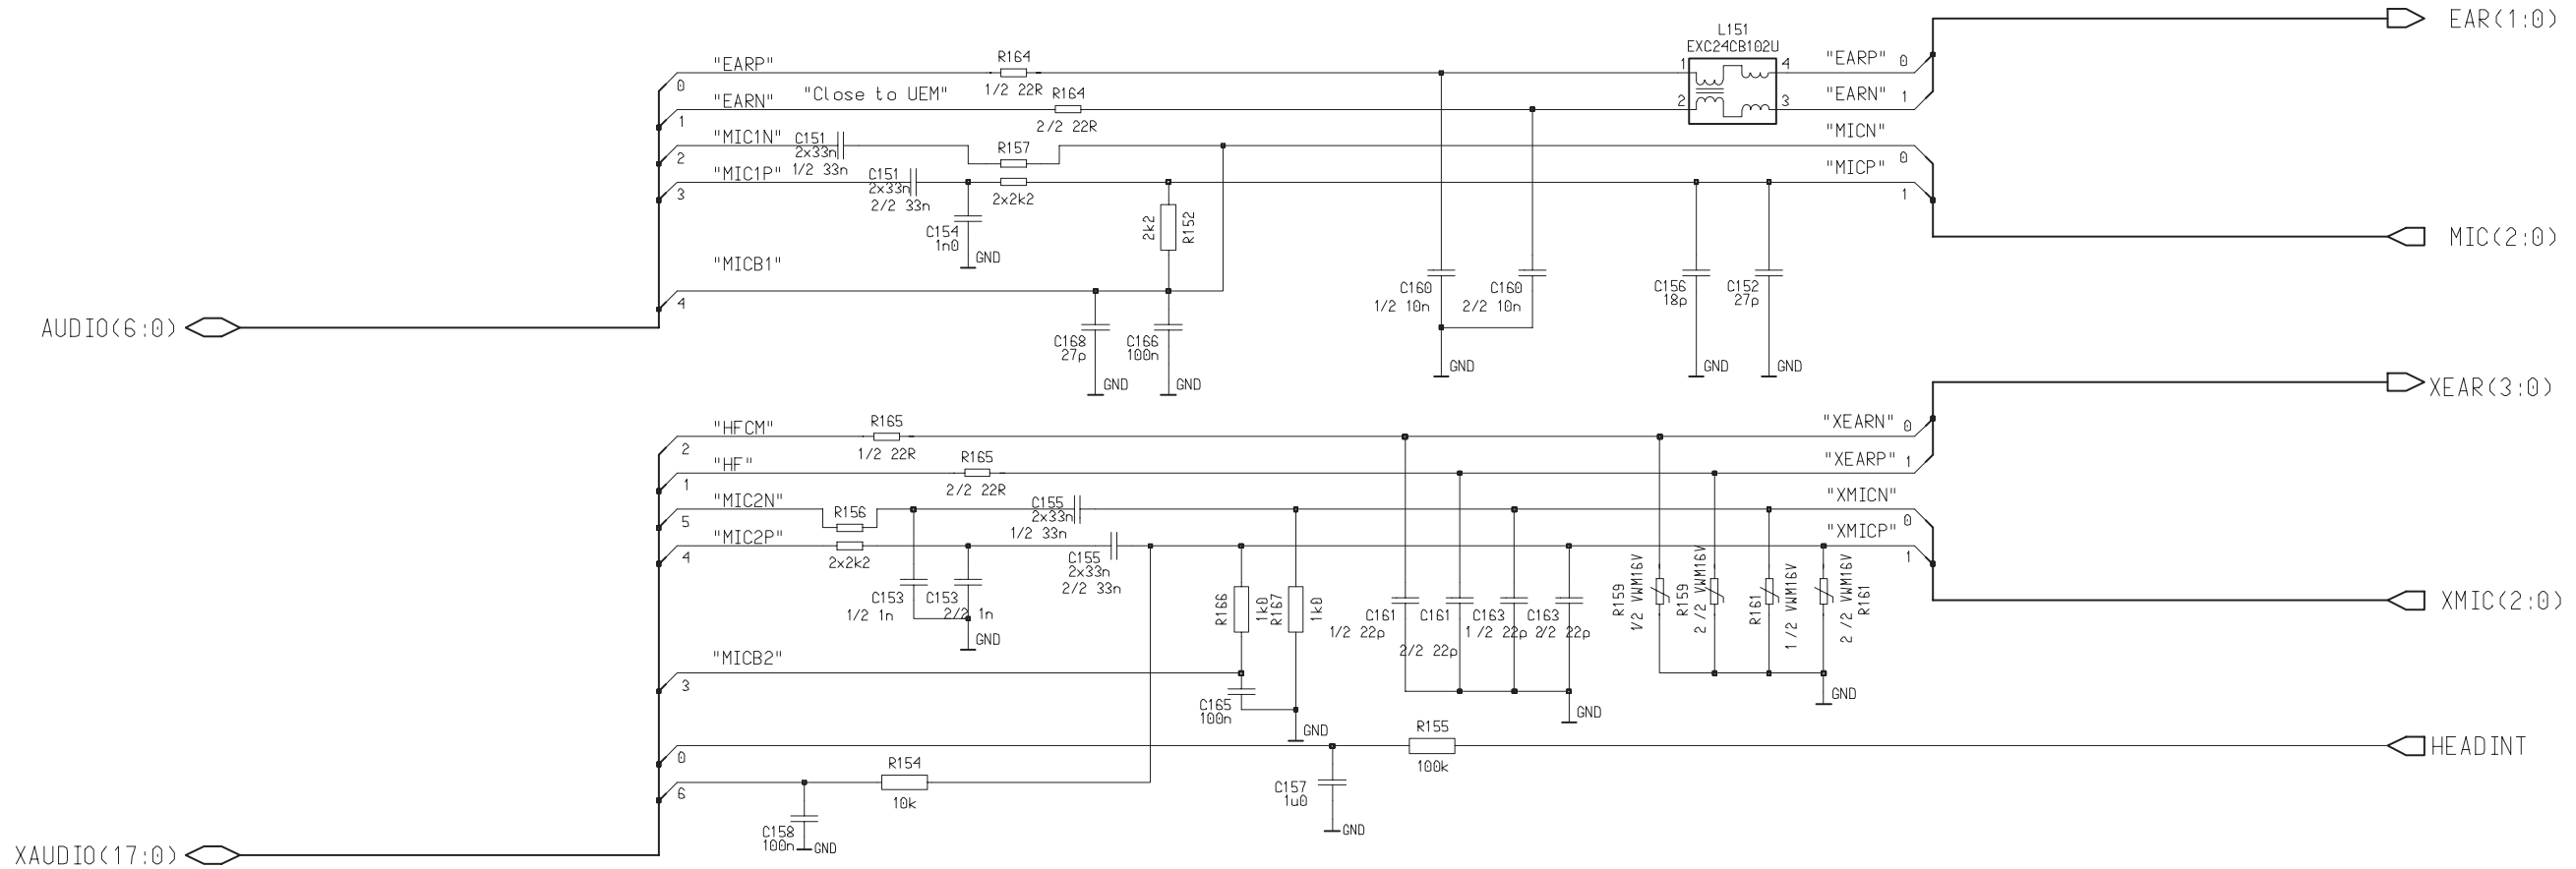 EAR(1:0)
L151
EXC24CB102U
"EARP"
0
R164
1/2 22R
1
4
"EARP"
0
"EARN"
1
"Close to UEM"
R164
2/2 22R
2
3
"EARN"
1
"MIC1N"
2
C151
2x33n
1/2 33n
R157
"MICN"
0
"MIC1P"
3
C151
2x33n
2/2 33n
2x2k2
"MICP"
1
C154
1n0
GND
2k2
R152
MIC(2:0)
"MICB1"
4
C160
1/2 10n
C160
2/2 10n
C156
18p
C152
27p
AUDIO(6:0)
C168
27p
C166
100n
GND
GND
GND
GND
GND
XEAR(3:0)
"HFCM"
2
R165
1/2 22R
"XEARN"
0
"HF"
1
R165
2/2 22R
"XEARP"
1
"MIC2N"
5
R156
C155
2x33n
1/2 33n
"XMICN"
0
"MIC2P"
4
2x2k2
C155
2x33n
2/2 33n
"XMICP"
1
C153
1/2 1n
C153
2/2 1n
GND
R166
1k0
R167
1k0
C161
1/2 22p
C161
2/2 22p
C163
1/2 22p
C163
2/2 22p
R159
1/2 VWM16V
R159
2/2 VWM16V
R161
1/2 VWM16V
2/2 VWM16V
R161
XMIC(2:0)
"MICB2"
3
C165
100n
GND
GND
GND
0
R155
100k
HEADINT
6
R154
10k
C157
1u0
GND
C158
100n
GND
XAUDIO(17:0)